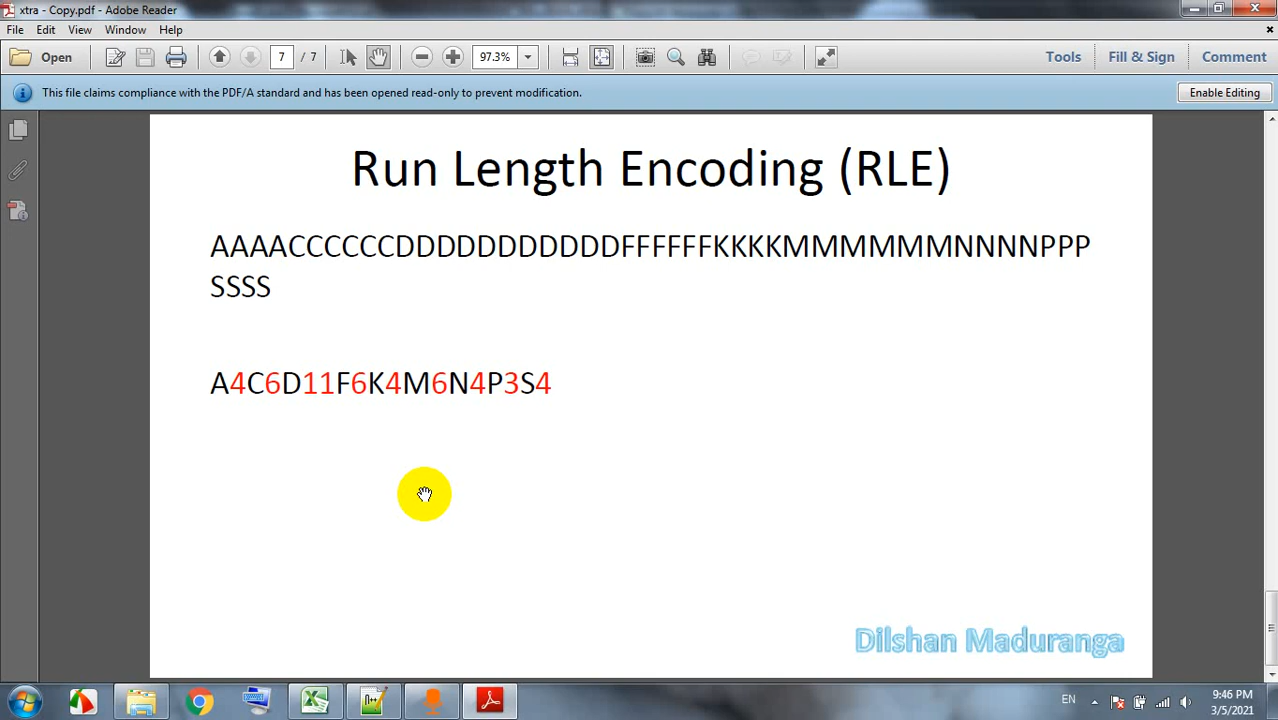 xtra - Copy.pdf - Adobe Reader
File Edit View Window Help
Open 7 / 7 97.3% Tools Fill & Sign Comment
This file claims compliance with the PDF/A standard and has been opened read-only to prevent modification. Enable Editing
Run Length Encoding (RLE)
AAAACCCCCCDDDDDDDDDDDFFFFFFKKKKMMMMMMNNNNPPP
SSSS
A4C6D11F6K4M6N4P3S4
Dilshan Maduranga
EN 9:46 PM
3/5/2021